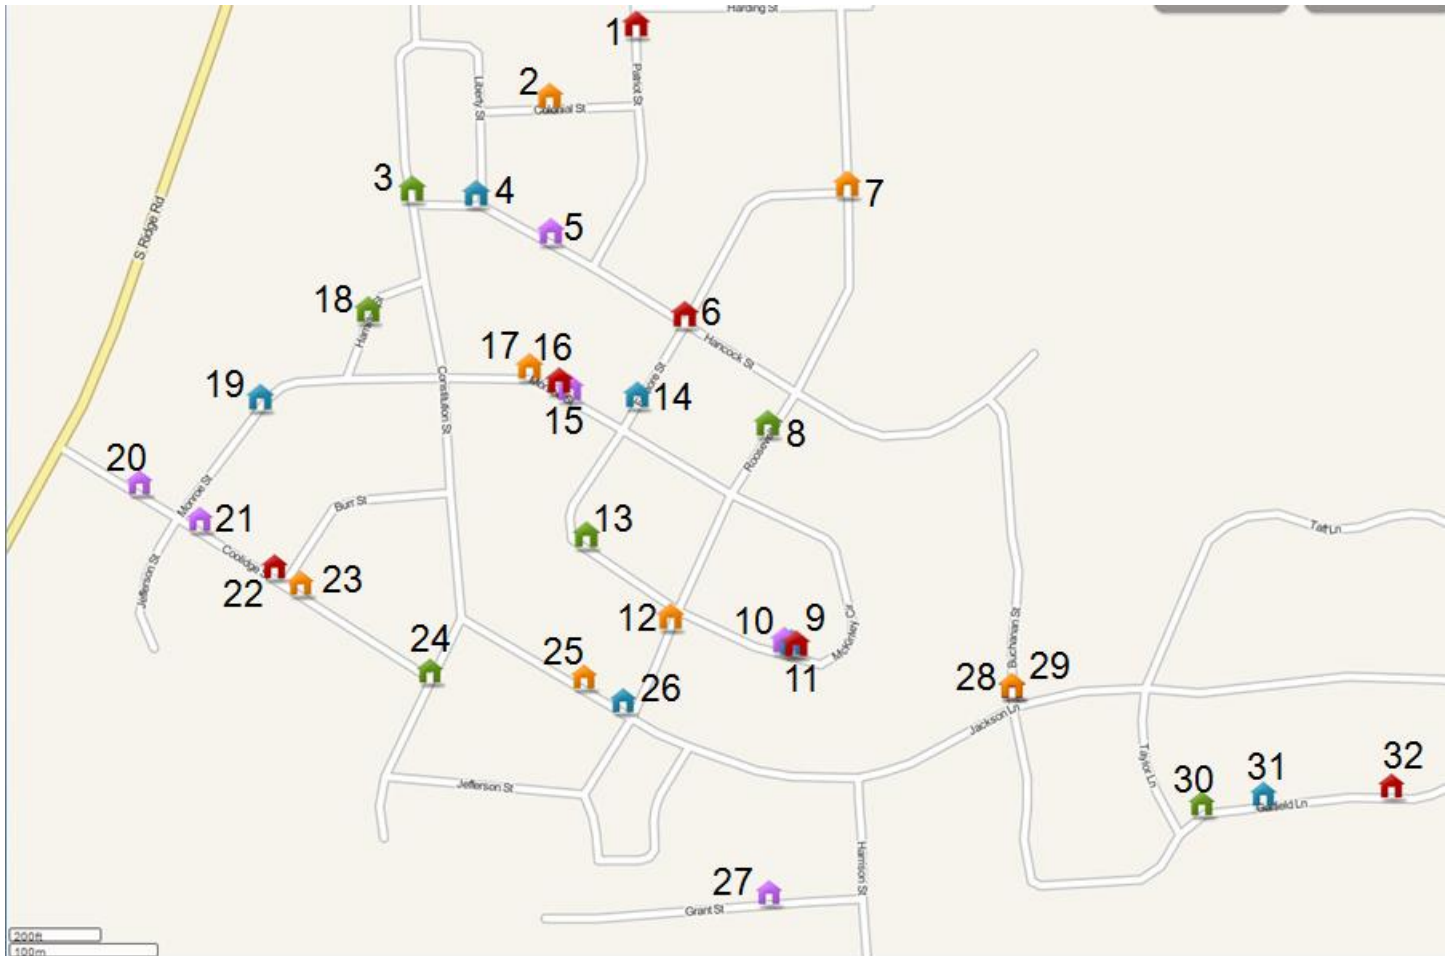 Harding St
1
Patriot St
2
Liberty St
Colonial St
3
4
7
5
S Ridge Rd
18
6
Hancock St
17 16
19
Constitution St
14
15
8
20
Monroe St
21
Burr St
13
Taft Ln
Coolidge
22
23
Jefferson St
12
10
9
McKinley Cir
Buchanan St
24
25
11
28
29
26
Jackson Ln
Jefferson St
Taylor Ln
30
31
32
Garfield Ln
Harrison St
27
Grant St
200ft
100m